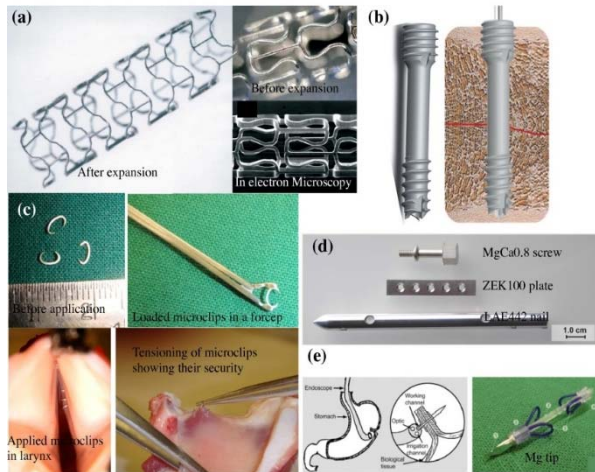 (a)
After expansion
Before expansion
In electron Microscopy
(b)
(c)
Before application
Loaded microclips in a forcep
Applied microclips
in larynx
Tensioning of microclips
showing their security
(d)
MgCa0.8 screw
ZEK100 plate
LAE442 nail
1.0 cm
(e)
Endoscope
Stomach
Working
channel
Optic
Irrigation
channel
Biological
tissue
Mg tip